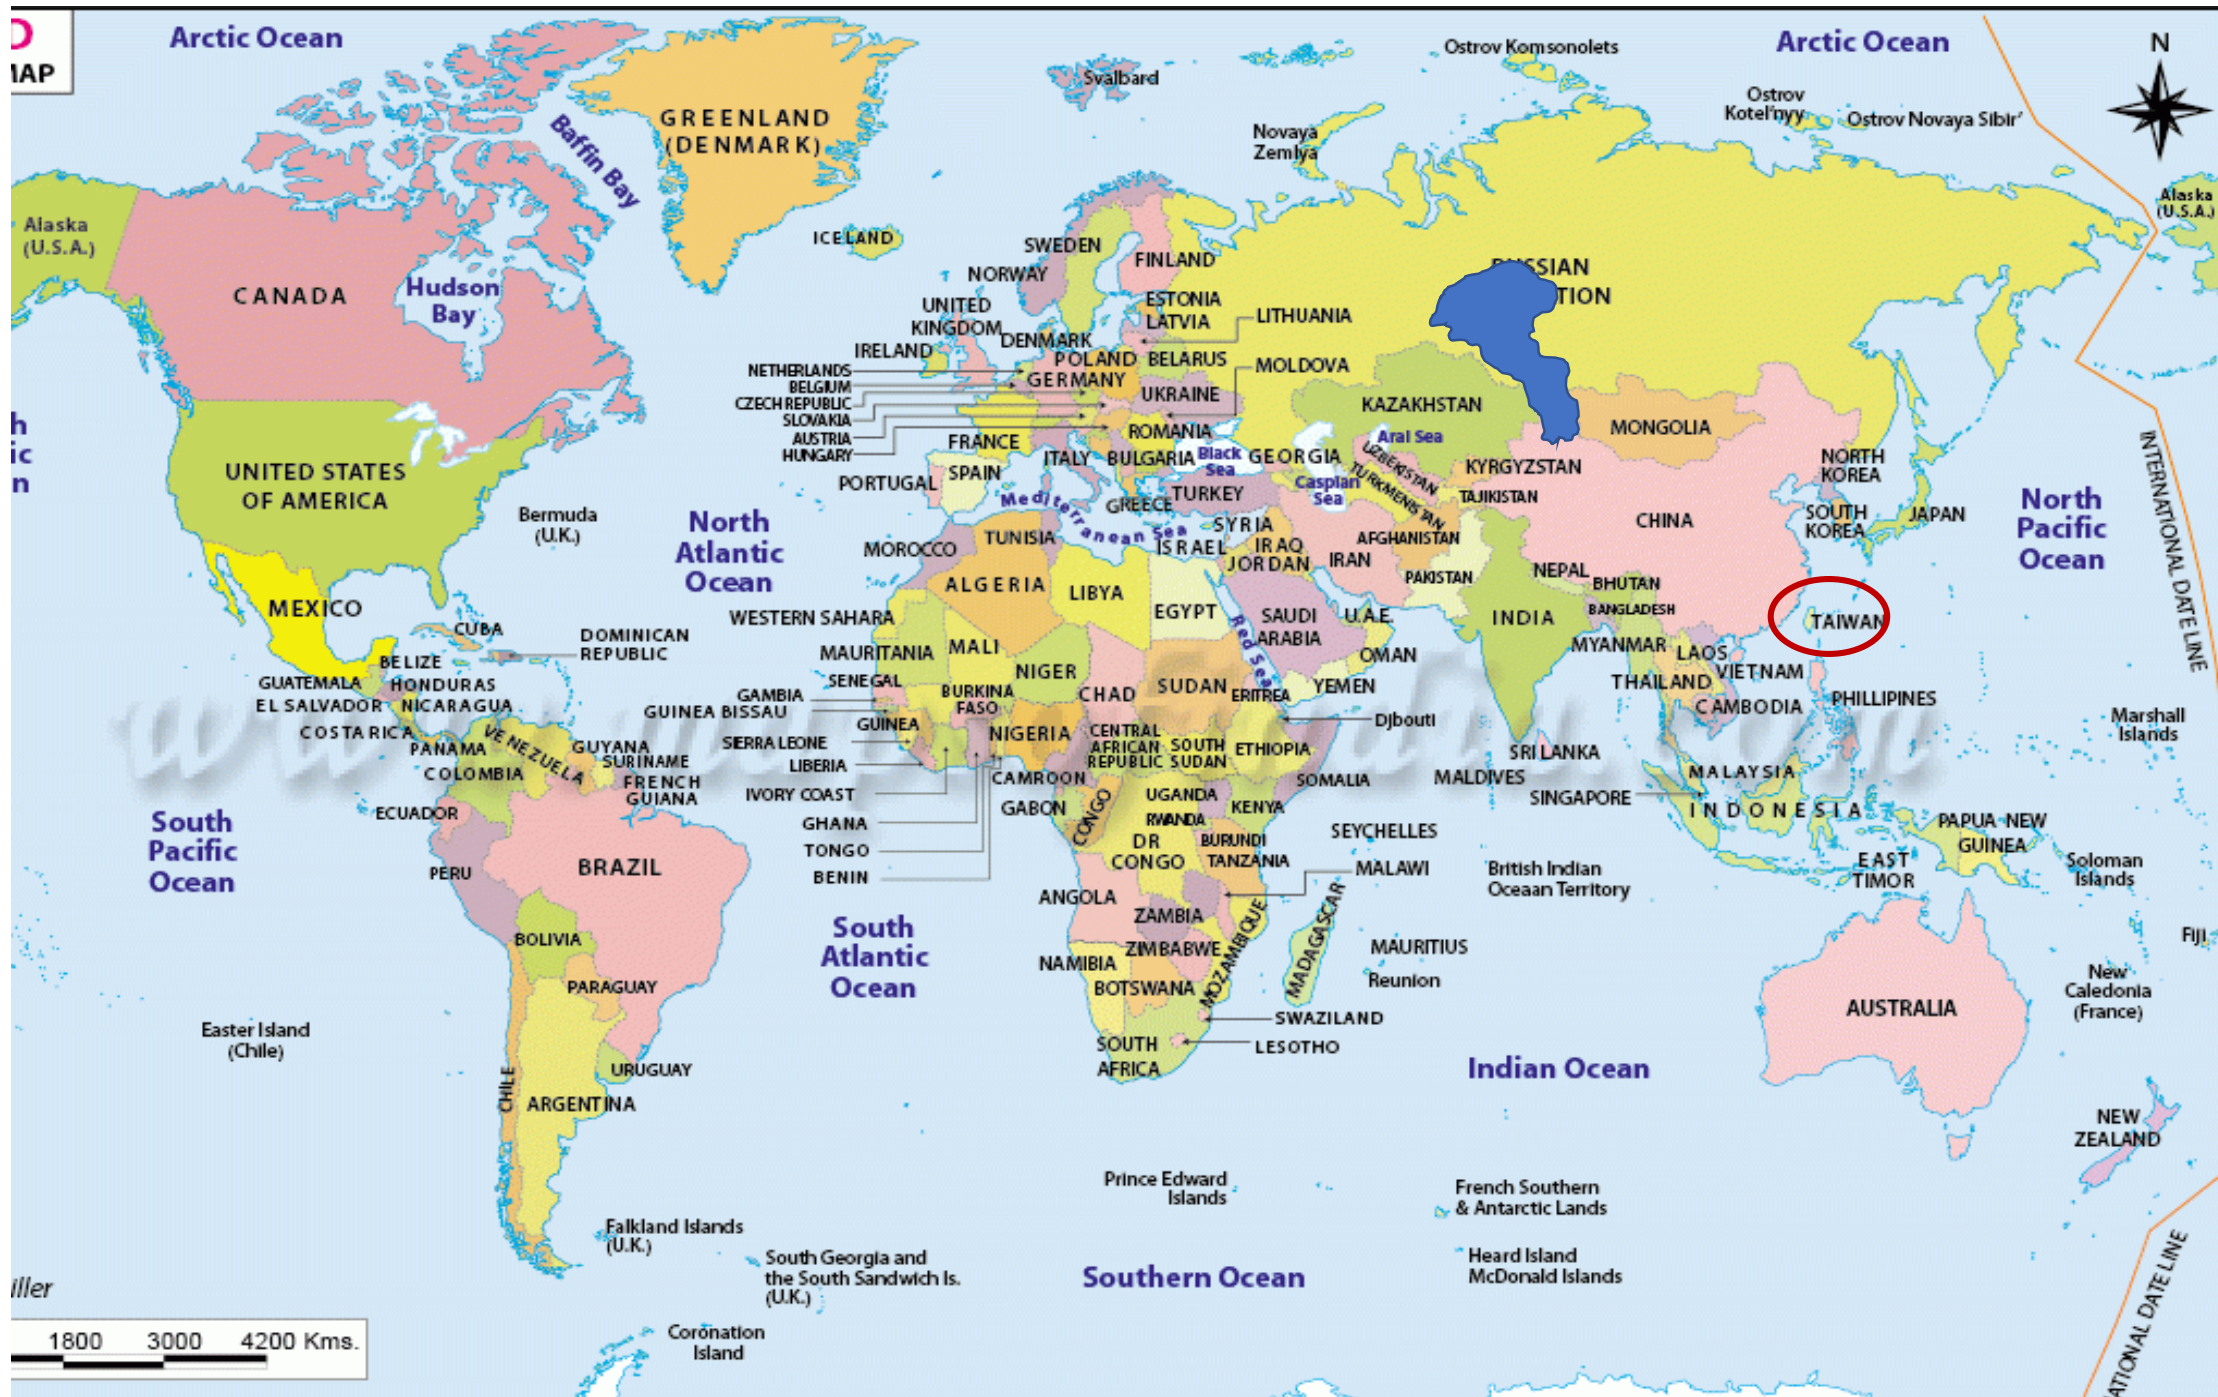 D
MAP
Arctic Ocean
Arctic Ocean
N
Ostrov Komsonolets
Svalbard
Ostrov
Kotel'nyy
Ostrov Novaya Sibir'
Novaya
Zemlya
GREENLAND
(DENMARK)
Baffin Bay
Alaska
(U.S.A.)
Alaska
(U.S.A.)
ICELAND
SWEDEN
FINLAND
NORWAY
CANADA
Hudson
Bay
RUSSIAN
TION
UNITED
KINGDOM
ESTONIA
LATVIA
LITHUANIA
DENMARK
IRELAND
POLAND
BELARUS
MOLDOVA
NETHERLANDS
GERMANY
BELGIUM
UKRAINE
CZECH REPUBLIC
SLOVAKIA
AUSTRIA
HUNGARY
KAZAKHSTAN
MONGOLIA
h
ic
n
FRANCE
ROMANIA
Aral Sea
ITALY
BULGARIA
Black
Sea
GEORGIA
UZBEKISTAN
KYRGYZSTAN
NORTH
KOREA
UNITED STATES
OF AMERICA
PORTUGAL
SPAIN
Caspian
Sea
TURKMENISTAN
TAJIKISTAN
INTERNATIONAL DATE LINE
Mediterranean Sea
GREECE
TURKEY
CHINA
SOUTH
KOREA
JAPAN
North
Pacific
Ocean
Bermuda
(U.K.)
North
Atlantic
Ocean
SYRIA
MOROCCO
TUNISIA
ISRAEL
IRAQ
JORDAN
IRAN
AFGHANISTAN
PAKISTAN
NEPAL
BHUTAN
BANGLADESH
ALGERIA
LIBYA
EGYPT
MEXICO
WESTERN SAHARA
Red Sea
SAUDI
ARABIA
U.A.E.
INDIA
TAIWAN
CUBA
DOMINICAN
REPUBLIC
MALI
NIGER
OMAN
MYANMAR
LAOS
VIETNAM
BELIZE
MAURITANIA
GUATEMALA
HONDURAS
SENEGAL
CHAD
SUDAN
ERITREA
YEMEN
THAILAND
PHILLIPINES
EL SALVADOR
NICARAGUA
GAMBIA
BURKINA
FASO
GUINEA BISSAU
CAMBODIA
Djbouti
Marshall
Islands
COSTA RICA
GUINEA
NIGERIA
CENTRAL
AFRICAN
REPUBLIC
SOUTH
SUDAN
ETHIOPIA
PANAMA
VENEZUELA
GUYANA
SURINAME
SIERRA LEONE
LIBERIA
SRI LANKA
COLOMBIA
FRENCH
GUIANA
CAMROON
SOMALIA
MALDIVES
MALAYSIA
IVORY COAST
GABON
CONGO
UGANDA
KENYA
SINGAPORE
INDONESIA
ECUADOR
GHANA
RWANDA
SEYCHELLES
PAPUA NEW
GUINEA
South
Pacific
Ocean
TONGO
DR
CONGO
BURUNDI
TANZANIA
EAST
TIMOR
Soloman
Islands
PERU
BRAZIL
BENIN
MALAWI
British Indian
Oceaan Territory
ANGOLA
South
Atlantic
Ocean
ZAMBIA
MOZAMBIQUE
MADAGASCAR
BOLIVIA
ZIMBABWE
MAURITIUS
Fiji
NAMIBIA
BOTSWANA
Reunion
New
Caledonia
(France)
PARAGUAY
SWAZILAND
AUSTRALIA
Easter Island
(Chile)
SOUTH
AFRICA
LESOTHO
URUGUAY
Indian Ocean
CHILE
ARGENTINA
NEW
ZEALAND
Prince Edward
Islands
French Southern
& Antarctic Lands
Falkland Islands
(U.K.)
South Georgia and
the South Sandwich Is.
(U.K.)
Heard Island
McDonald Islands
Southern Ocean
iller
1800 3000 4200 Kms.
Coronation
Island
ATIONAL DATE LINE